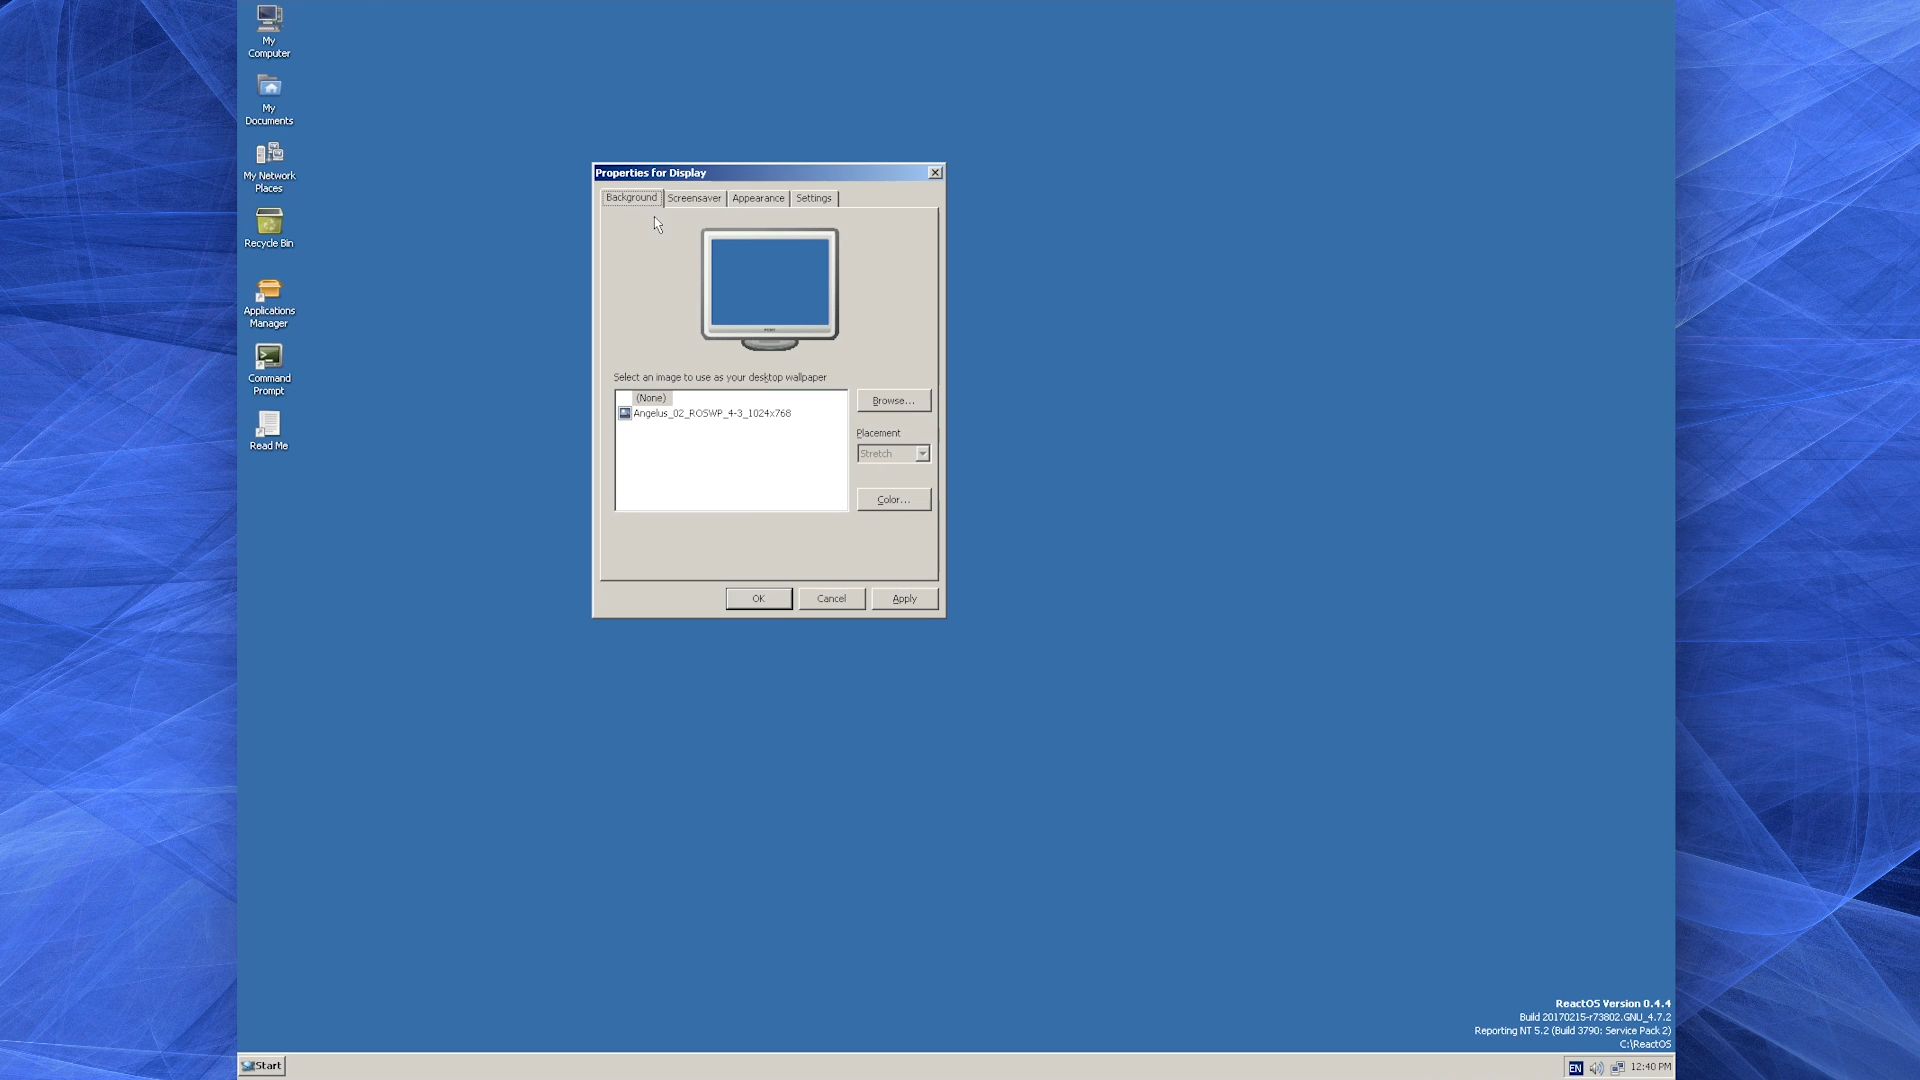 My
Computer
My
Documents
My Network
Places
Recycle Bin
Applications
Manager
Command
Prompt
Read Me
Properties for Display
Background Screensaver Appearance Settings
Select an image to use as your desktop wallpaper
(None)
Angelus_02_ROSWP_4-3_1024x768
Browse...
Placement
Stretch
Color...
OK Cancel Apply
ReactOS Version 0.4.4
Build 20170215-r73802.GNU_4.7.2
Reporting NT 5.2 (Build 3790: Service Pack 2)
C:\ReactOS
Start
EN 12:40 PM